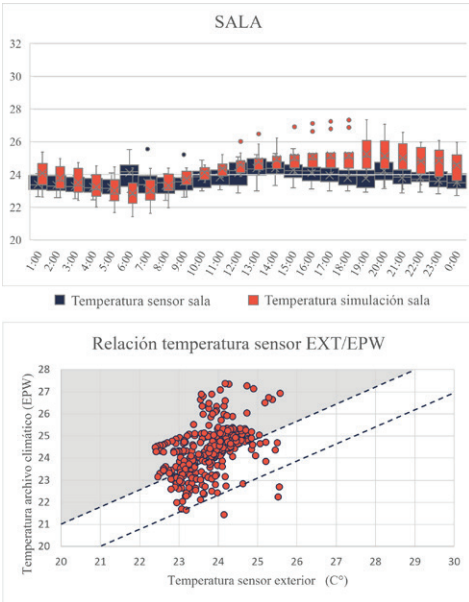 SALA
32
30
28
26
24
22
20
1:00 2:00 3:00 4:00 5:00 6:00 7:00 8:00 9:00 10:00 11:00 12:00 13:00 14:00 15:00 16:00 17:00 18:00 19:00 20:00 21:00 22:00 23:00 0:00
Temperatura sensor sala Temperatura simulación sala
Relación temperatura sensor EXT/EPW
Temperatura archivo climático (EPW)
28
27
26
25
24
23
22
21
20
20 21 22 23 24 25 26 27 28 29 30
Temperatura sensor exterior (C°)